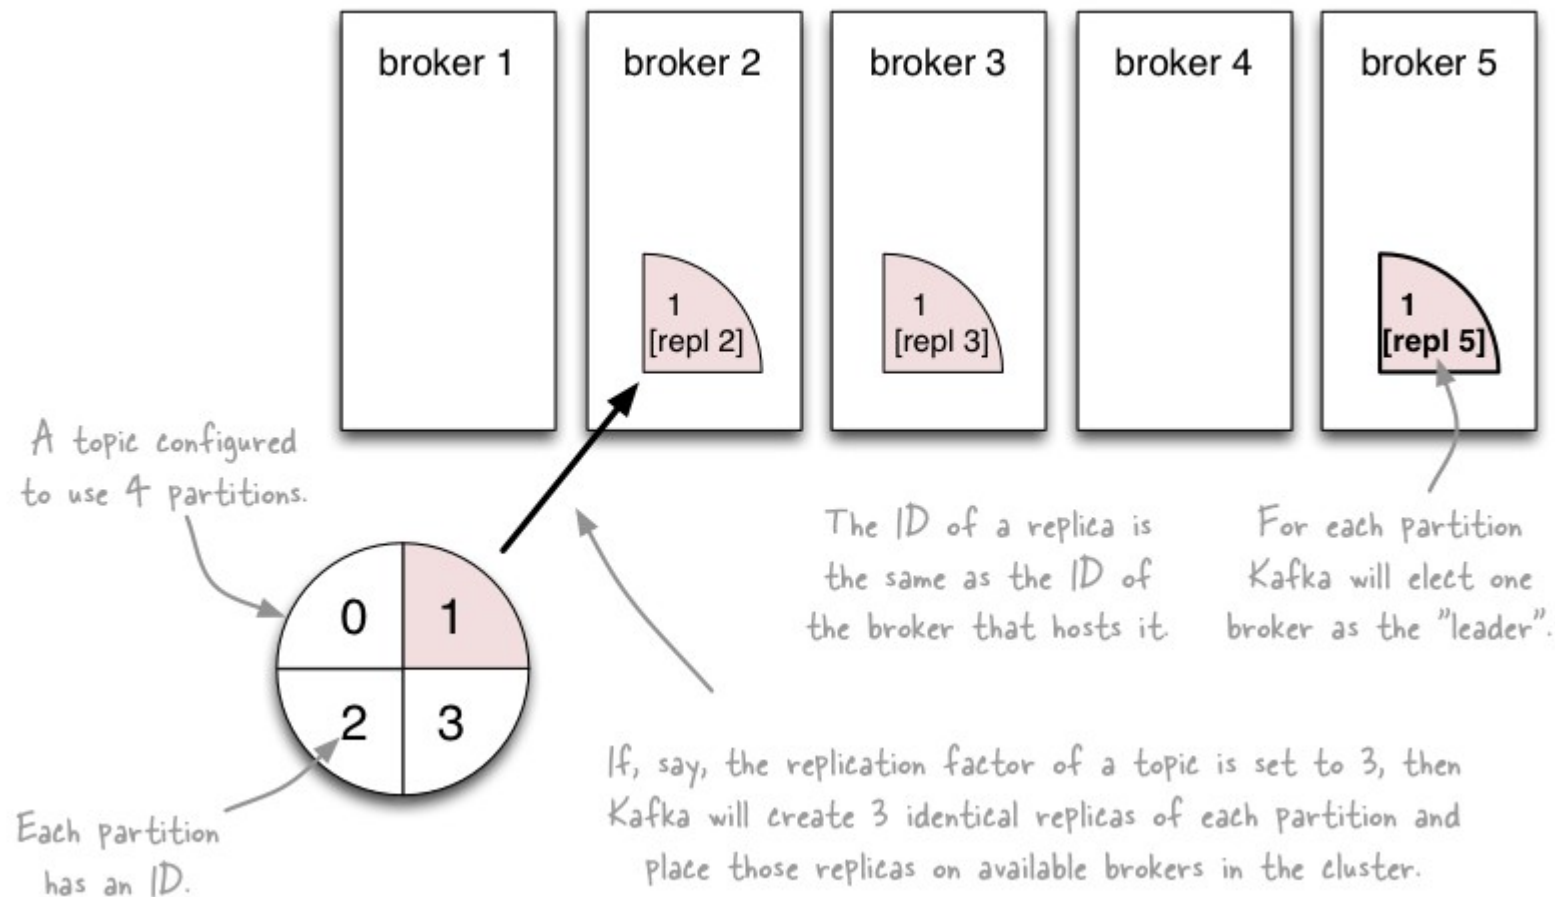 broker 1
broker 2
broker 3
broker 4
broker 5
1
[repl 2]
1
[repl 3]
1
[repl 5]
A topic configured
to use 4 partitions.
The ID of a replica is
the same as the ID of
the broker that hosts it.
For each partition
Kafka will elect one
broker as the "leader".
0
1
2
3
Each partition
has an ID.
If, say, the replication factor of a topic is set to 3, then
Kafka will create 3 identical replicas of each partition and
place those replicas on available brokers in the cluster.